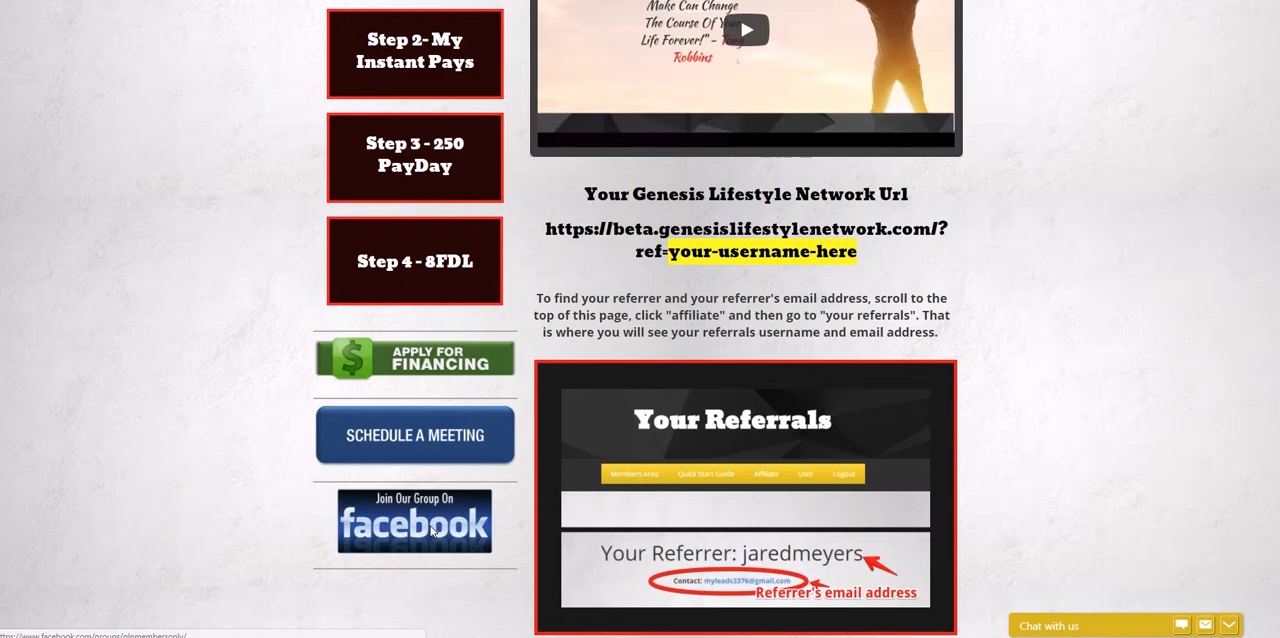 Make Can Change
The Course Of Your
Life Forever!" - Tony
Robbins
Step 2- My
Instant Pays
Step 3 - 250
PayDay
Step 4 - 8FDL
APPLY FOR
FINANCING
SCHEDULE A MEETING
Join Our Group On
facebook
Your Genesis Lifestyle Network Url
https://beta.genesislifestylenetwork.com/?
ref=your-username-here
To find your referrer and your referrer's email address, scroll to the
top of this page, click "affiliate" and then go to "your referrals". That
is where you will see your referrals username and email address.
Your Referrals
Members Area Quick Start Guide Affiliate User Logout
Your Referrer: jaredmeyers
Contact: myleads3376@gmail.com
Referrer's email address
Chat with us